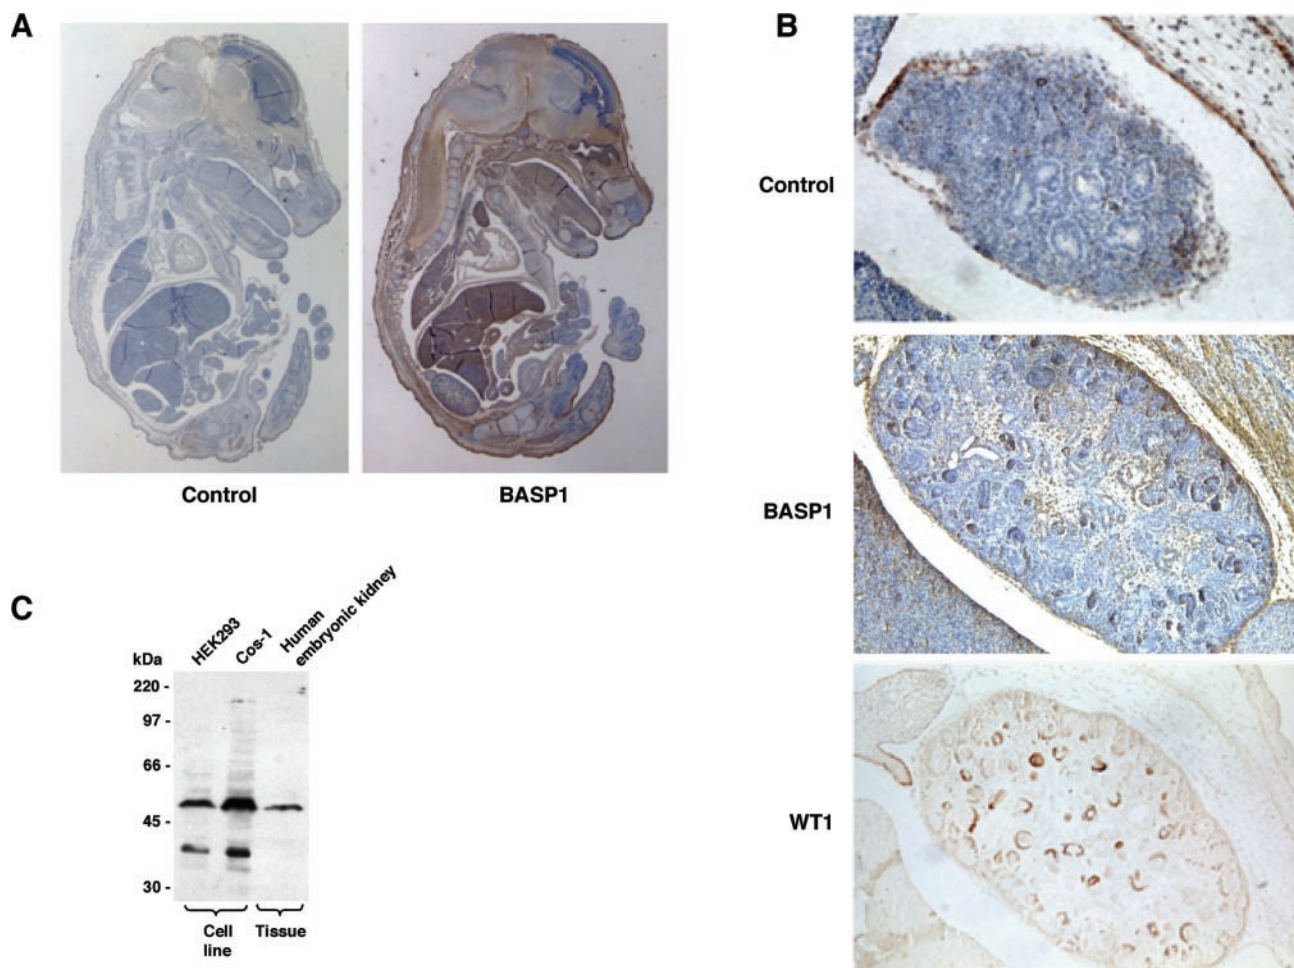 A
B
Control
BASP1
Control
BASP1
WT1
C
HEK293
Cos-1
Human
embryonic kidney
kDa
220 -
97 -
66 -
45 -
30 -
Cell
line
Tissue